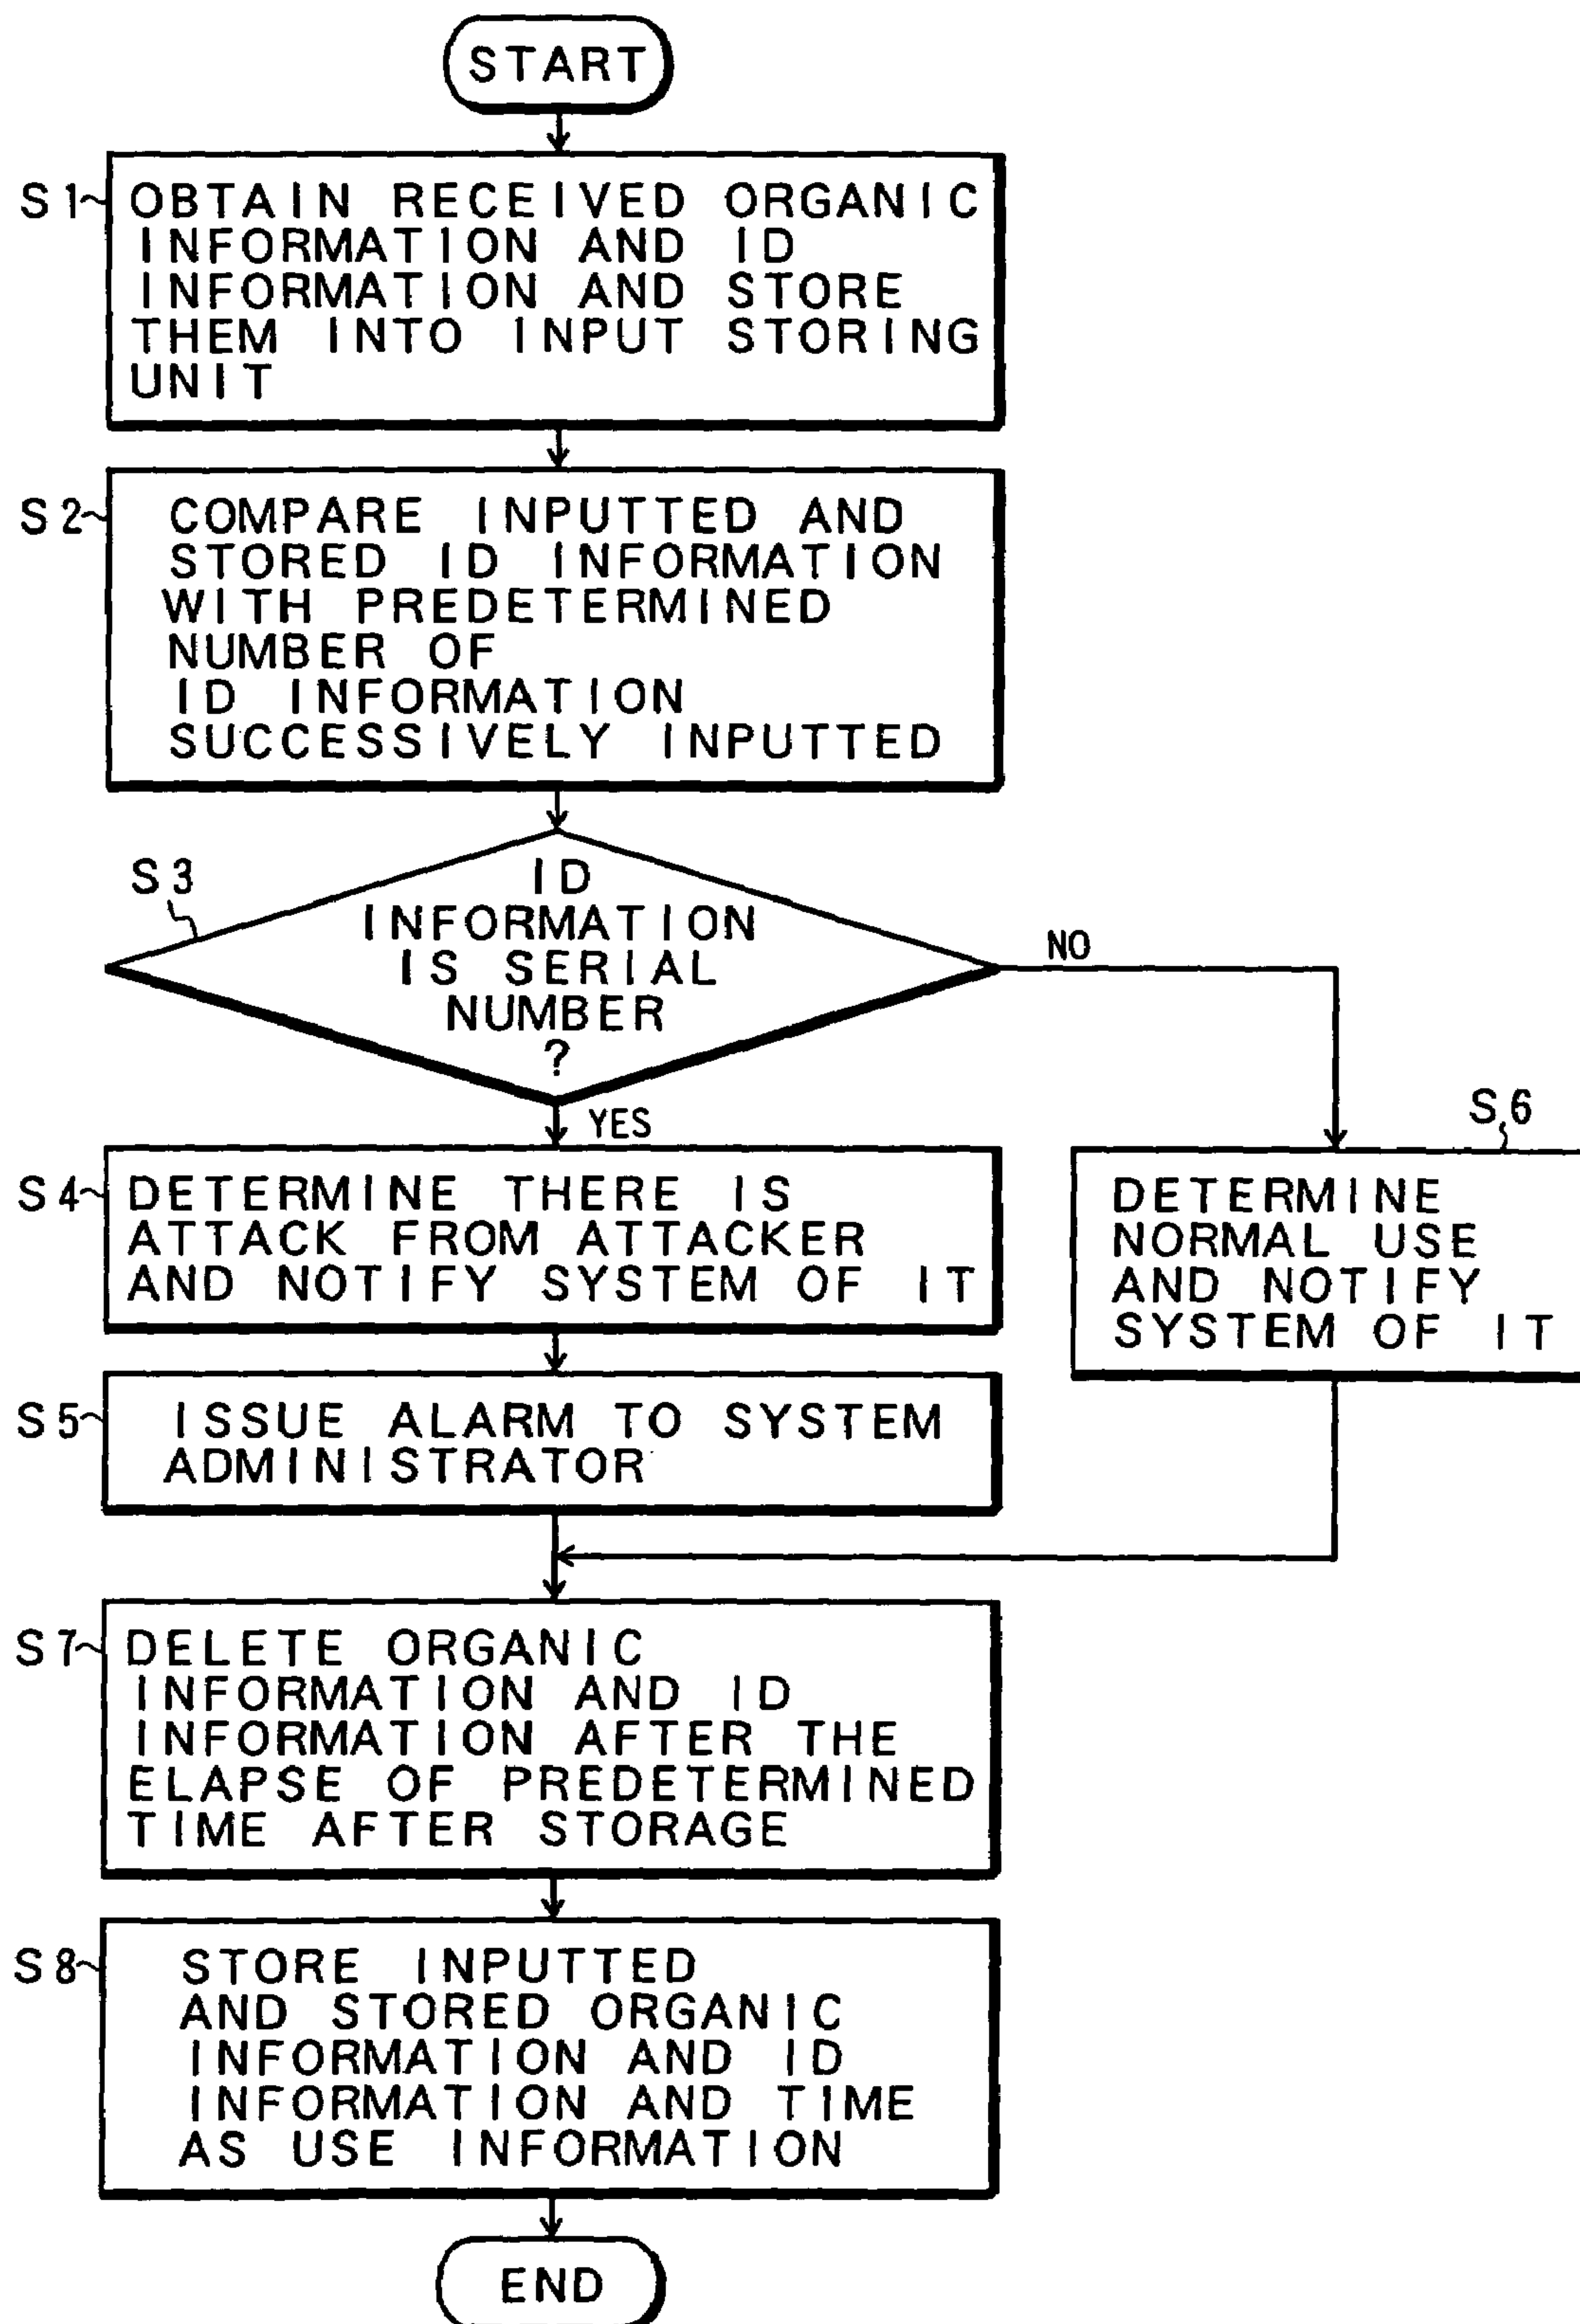 START
S1
OBTAIN RECEIVED ORGANIC
INFORMATION AND ID
INFORMATION AND STORE
THEM INTO INPUT STORING
UNIT
S2
COMPARE INPUTTED AND
STORED ID INFORMATION
WITH PREDETERMINED
NUMBER OF
ID INFORMATION
SUCCESSIVELY INPUTTED
S3
ID
INFORMATION
IS SERIAL
NUMBER
?
NO
YES
S4
DETERMINE THERE IS
ATTACK FROM ATTACKER
AND NOTIFY SYSTEM OF IT
S6
DETERMINE
NORMAL USE
AND NOTIFY
SYSTEM OF IT
S5
ISSUE ALARM TO SYSTEM
ADMINISTRATOR
S7
DELETE ORGANIC
INFORMATION AND ID
INFORMATION AFTER THE
ELAPSE OF PREDETERMINED
TIME AFTER STORAGE
S8
STORE INPUTTED
AND STORED ORGANIC
INFORMATION AND ID
INFORMATION AND TIME
AS USE INFORMATION
END